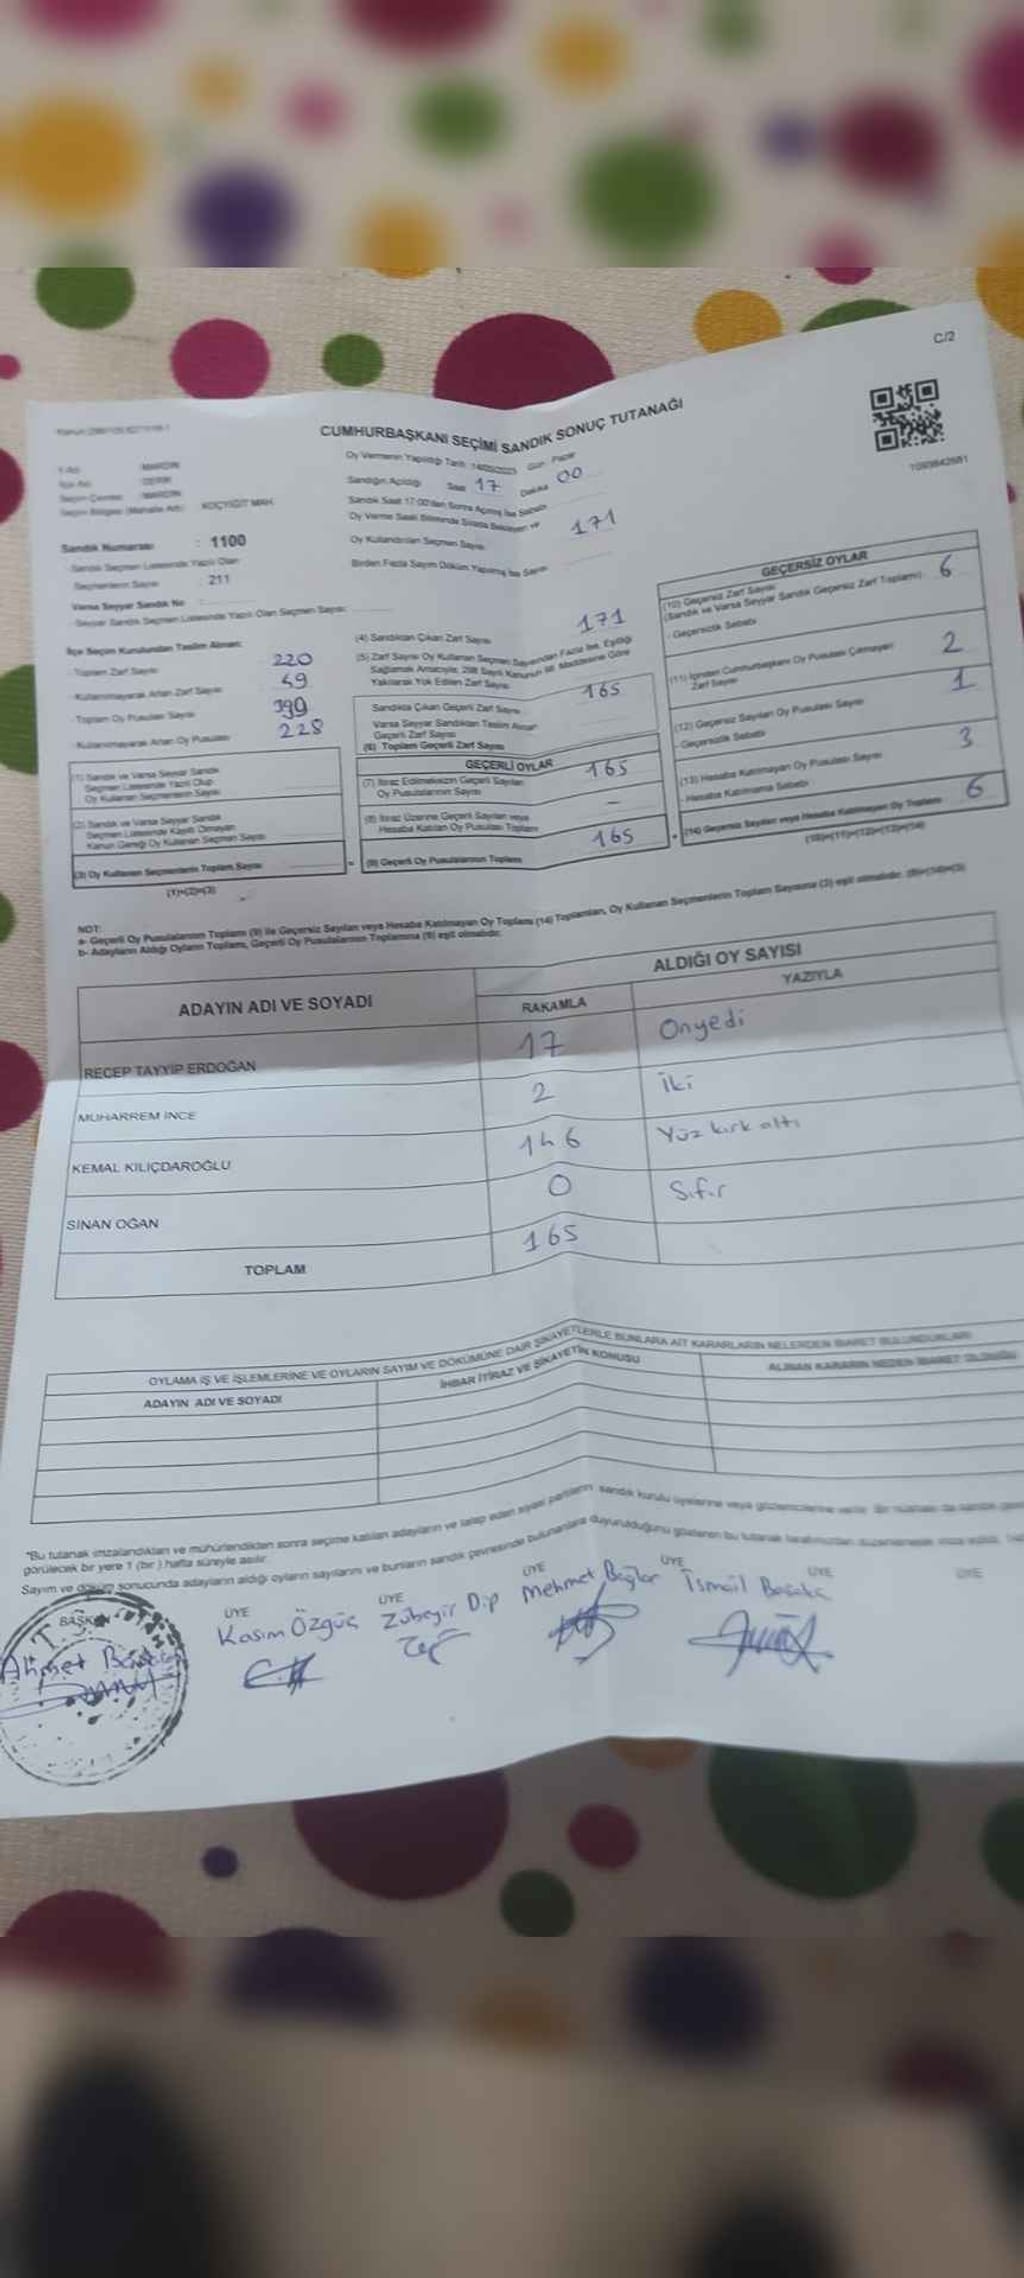 C/2
CUMHURBAŞKANI SEÇİMİ SANDIK SONUÇ TUTANAĞI
Oy Vermenin Yapıldığı Tarih: 14/05/2023 Gün: Pazar
Sandığın Açıldığı Saat 17 Dakika 00
Sandık Saat 17:00'den Sonra Açılmış İse Sebebi
Oy Kullandırılan Seçmen Sayısı 171
Birden Fazla Sayım Döküm Yapılmış İse Sayısı
İl Adı : MARDİN
Seçim Çevresi : MARDİN
Seçim Bölgesi (Mahalle Adı) : KOÇYİĞİT MAH.
Sandık Numarası : 1100
Sandık Seçmen Listesinde Yazılı Olan
Seçmenlerin Sayısı : 211
Varsa Seyyar Sandık No :
Seyyar Sandık Seçmen Listesinde Yazılı Olan Seçmen Sayısı:
İlçe Seçim Kurulundan Teslim Alınan:
Toplam Zarf Sayısı 220
Kullanılmayarak Artan Zarf Sayısı 49
Toplam Oy Pusulası Sayısı 399
Kullanılmayarak Artan Oy Pusulası 228
(1) Sandık ve Varsa Seyyar Sandık
Seçmen Listesinde Yazılı Olup
Oy Kullanan Seçmenlerin Sayısı
(2) Sandık ve Varsa Seyyar Sandık
Seçmen Listesinde Kayıtlı Olmayan
Kanun Gereği Oy Kullanan Seçmen Sayısı
(3) Oy Kullanan Seçmenlerin Toplam Sayısı
(1)+(2)=(3)
(4) Sandıktan Çıkan Zarf Sayısı 171
(5) Zarf Sayısı Oy Kullanan Seçmen Sayısından Fazla İse, Eşitliği
Sağlamak Amacıyla, 298 Sayılı Kanunun 98. Maddesine Göre
Yakılarak Yok Edilen Zarf Sayısı
Sandıkta Çıkan Geçerli Zarf Sayısı 165
Varsa Seyyar Sandıktan Teslim Alınan
Geçerli Zarf Sayısı
(6) Toplam Geçerli Zarf Sayısı
GEÇERLİ OYLAR
(7) İtiraz Edilmeksizin Geçerli Sayılan
Oy Pusulalarının Sayısı 165
(8) İtiraz Üzerine Geçerli Sayılan veya
Hesaba Katılan Oy Pusulası Toplamı –
(9) Geçerli Oy Pusulalarının Toplamı 165
GEÇERSİZ OYLAR
(10) Geçersiz Zarf Sayısı
(Sandık ve Varsa Seyyar Sandık Geçersiz Zarf Toplamı) 6
Geçersizlik Sebebi
(11) İçinden Cumhurbaşkanı Oy Pusulası Çıkmayan
Zarf Sayısı 2
(12) Geçersiz Sayılan Oy Pusulası Sayısı 1
Geçersizlik Sebebi
(13) Hesaba Katılmayan Oy Pusulası Sayısı 3
Hesaba Katılmama Sebebi
(14) Geçersiz Sayılan veya Hesaba Katılmayan Oy Toplamı 6
(10)+(11)+(12)+(13)=(14)
NOT:
a- Geçerli Oy Pusulalarının Toplamı (9) ile Geçersiz Sayılan veya Hesaba Katılmayan Oy Toplamı (14) Toplamları, Oy Kullanan Seçmenlerin Toplam Sayısına (3) eşit olmalıdır. (9)+(14)=(3)
b- Adayların Aldığı Oyların Toplamı, Geçerli Oy Pusulalarının Toplamına (9) eşit olmalıdır.
ADAYIN ADI VE SOYADI
ALDIĞI OY SAYISI
RAKAMLA YAZIYLA
RECEP TAYYİP ERDOĞAN 17 Onyedi
MUHARREM İNCE 2 İki
KEMAL KILIÇDAROĞLU 146 Yüz kırk altı
SİNAN OĞAN 0 Sıfır
TOPLAM 165
OYLAMA İŞ VE İŞLEMLERİNE VE OYLARIN SAYIM VE DÖKÜMÜNE DAİR ŞİKAYETLERLE BUNLARA AİT KARARLARIN NELERDEN İBARET BULUNDUKLARI
ADAYIN ADI VE SOYADI
İHBAR İTİRAZ VE ŞİKAYETİN KONUSU
ALINAN KARARIN NEDEN İBARET OLDUĞU
*Bu tutanak imzalandıktan ve mühürlendikten sonra seçime katılan adayların ve talep eden siyasi partilerin sandık kurulu üyelerine veya gözlemcilerine verilir. Bir nüshası da sandık
görülecek bir yere 1 (bir) hafta süreyle asılır.
Sayım ve döküm sonucunda adayların aldığı oyların sayılarını ve bunların sandık çevresinde bulunanlara duyurulduğunu gösteren bu tutanak tarafımızdan düzenlenerek imza edildi.
BAŞKAN ÜYE ÜYE ÜYE ÜYE ÜYE ÜYE
Ahmet Kasım Özgüç Zübeyir Dip Mehmet Bağlar İsmail